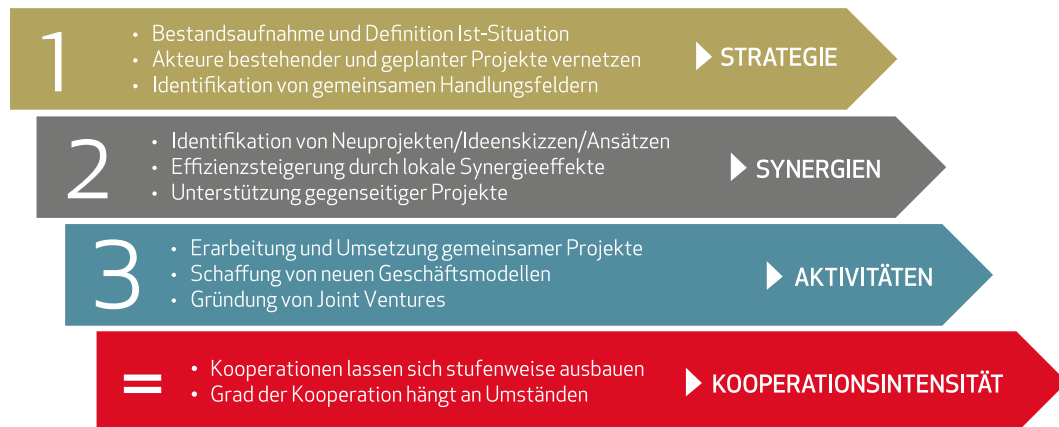 1
• Bestandsaufnahme und Definition Ist-Situation
• Akteure bestehender und geplanter Projekte vernetzen
• Identifikation von gemeinsamen Handlungsfeldern
STRATEGIE
2
• Identifikation von Neuprojekten/Ideenskizzen/Ansätzen
• Effizienzsteigerung durch lokale Synergieeffekte
• Unterstützung gegenseitiger Projekte
SYNERGIEN
3
• Erarbeitung und Umsetzung gemeinsamer Projekte
• Schaffung von neuen Geschäftsmodellen
• Gründung von Joint Ventures
AKTIVITÄTEN
=
• Kooperationen lassen sich stufenweise ausbauen
• Grad der Kooperation hängt an Umständen
KOOPERATIONSINTENSITÄT